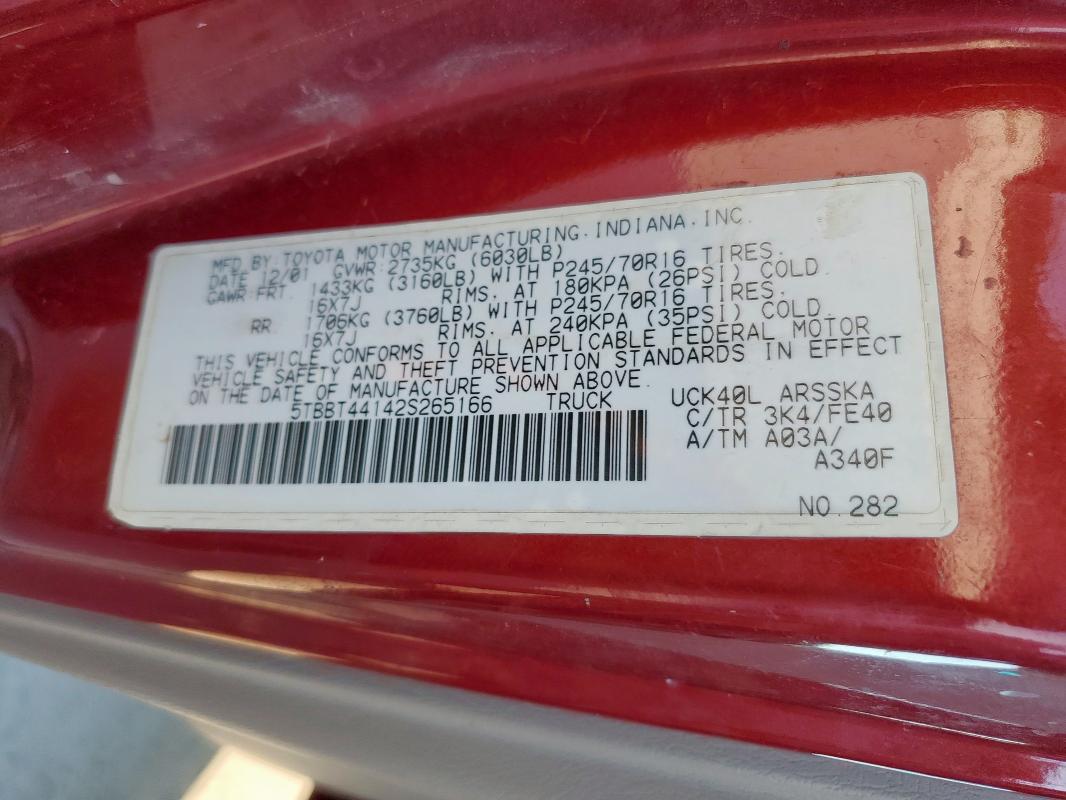 MFD.BY:TOYOTA MOTOR MANUFACTURING.INDIANA.INC.
DATE 12/01 GVWR:2735KG (6030LB)
GAWR:FRT. 1433KG (3160LB) WITH P245/70R16 TIRES.
16X7J RIMS. AT 180KPA (26PSI) COLD.
RR. 1706KG (3760LB) WITH P245/70R16 TIRES.
16X7J RIMS. AT 240KPA (35PSI) COLD.
THIS VEHICLE CONFORMS TO ALL APPLICABLE FEDERAL MOTOR
VEHICLE SAFETY AND THEFT PREVENTION STANDARDS IN EFFECT
ON THE DATE OF MANUFACTURE SHOWN ABOVE.
5TBBT44142S265166 TRUCK UCK40L ARSSKA
C/TR 3K4/FE40
A/TM A03A/
A340F
NO.282